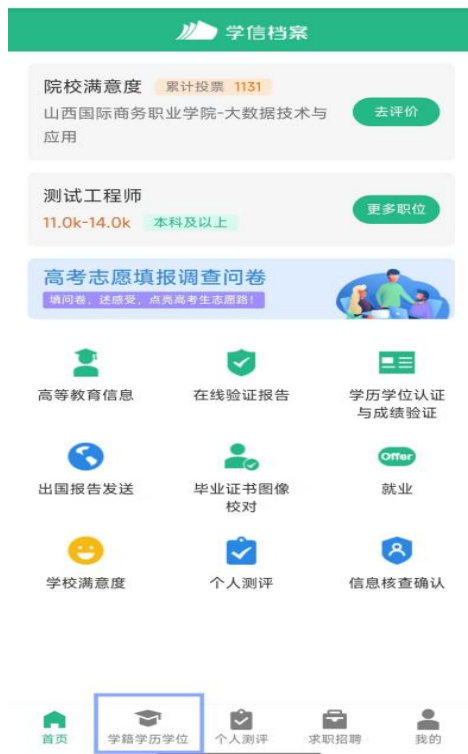 学信档案
院校满意度 累计投票 1131
山西国际商务职业学院-大数据技术与
应用
去评价
测试工程师
11.0k-14.0k 本科及以上
更多职位
高考志愿填报调查问卷
填问卷，述感受，点亮高考生志愿路！
高等教育信息
在线验证报告
学历学位认证
与成绩验证
出国报告发送
毕业证书图像
校对
Offer
就业
学校满意度
个人测评
信息核查确认
首页
学籍学历学位
个人测评
求职招聘
我的